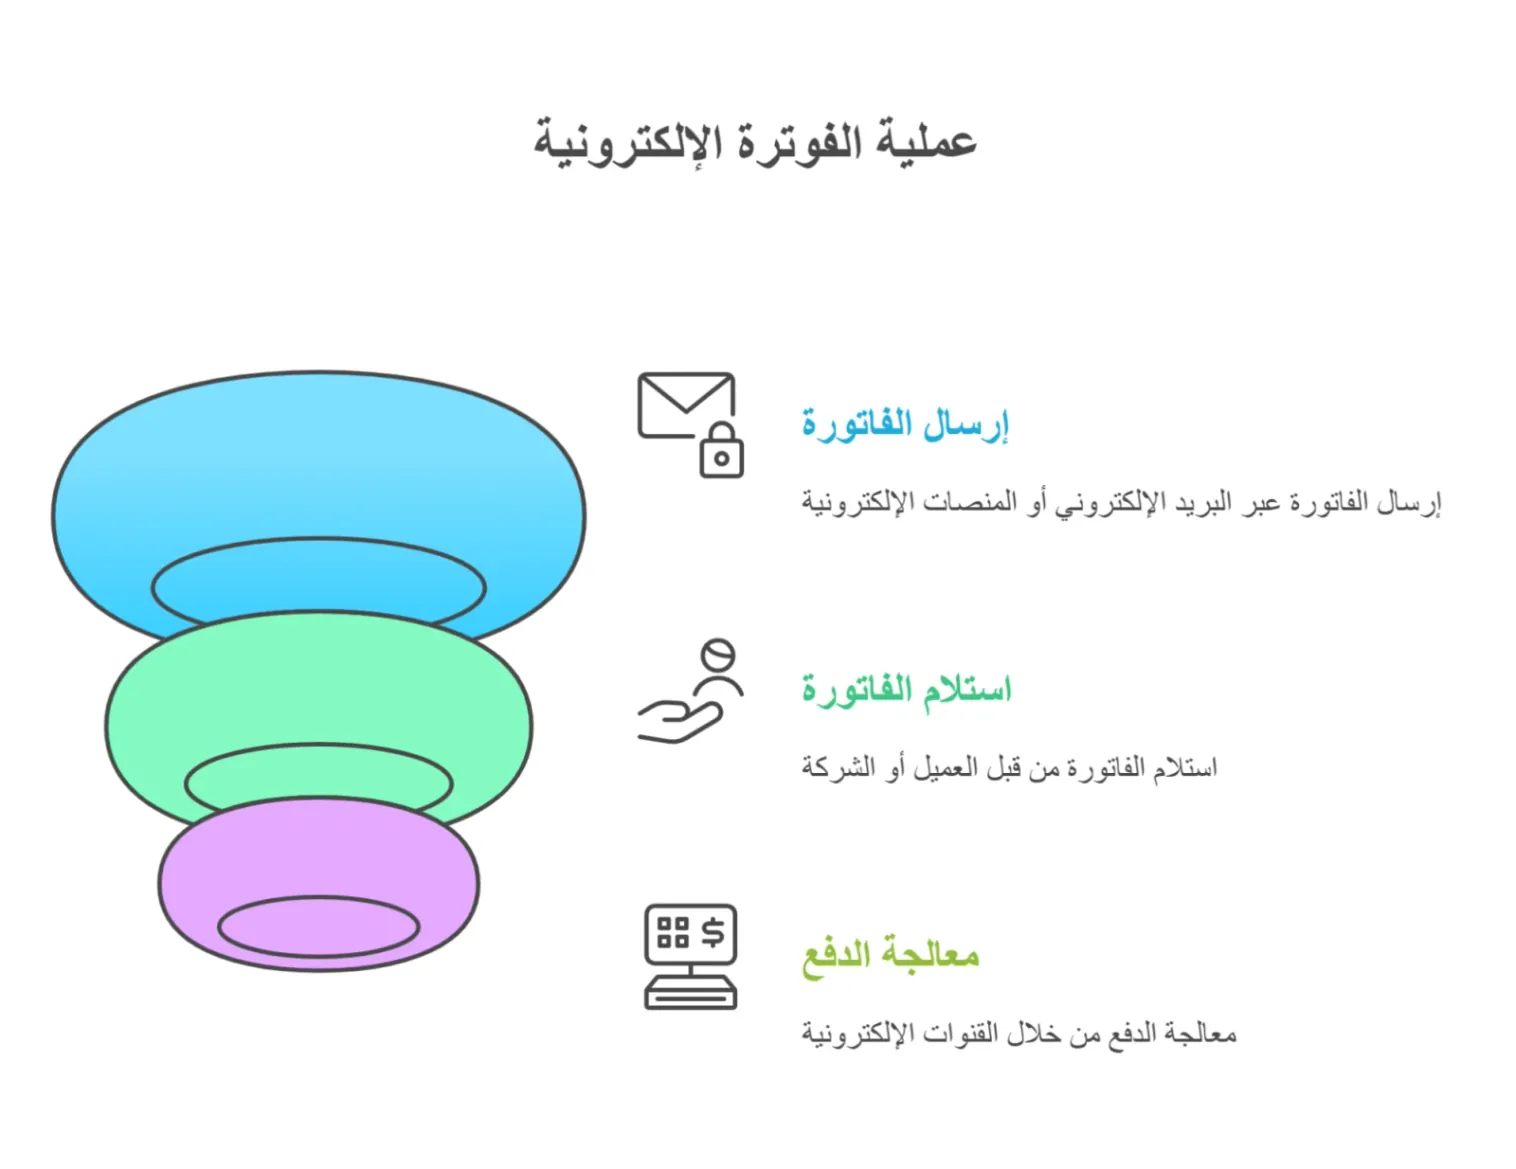 عملية الفوترة الإلكترونية
إرسال الفاتورة
إرسال الفاتورة عبر البريد الإلكتروني أو المنصات الإلكترونية
استلام الفاتورة
استلام الفاتورة من قبل العميل أو الشركة
$
معالجة الدفع
معالجة الدفع من خلال القنوات الإلكترونية